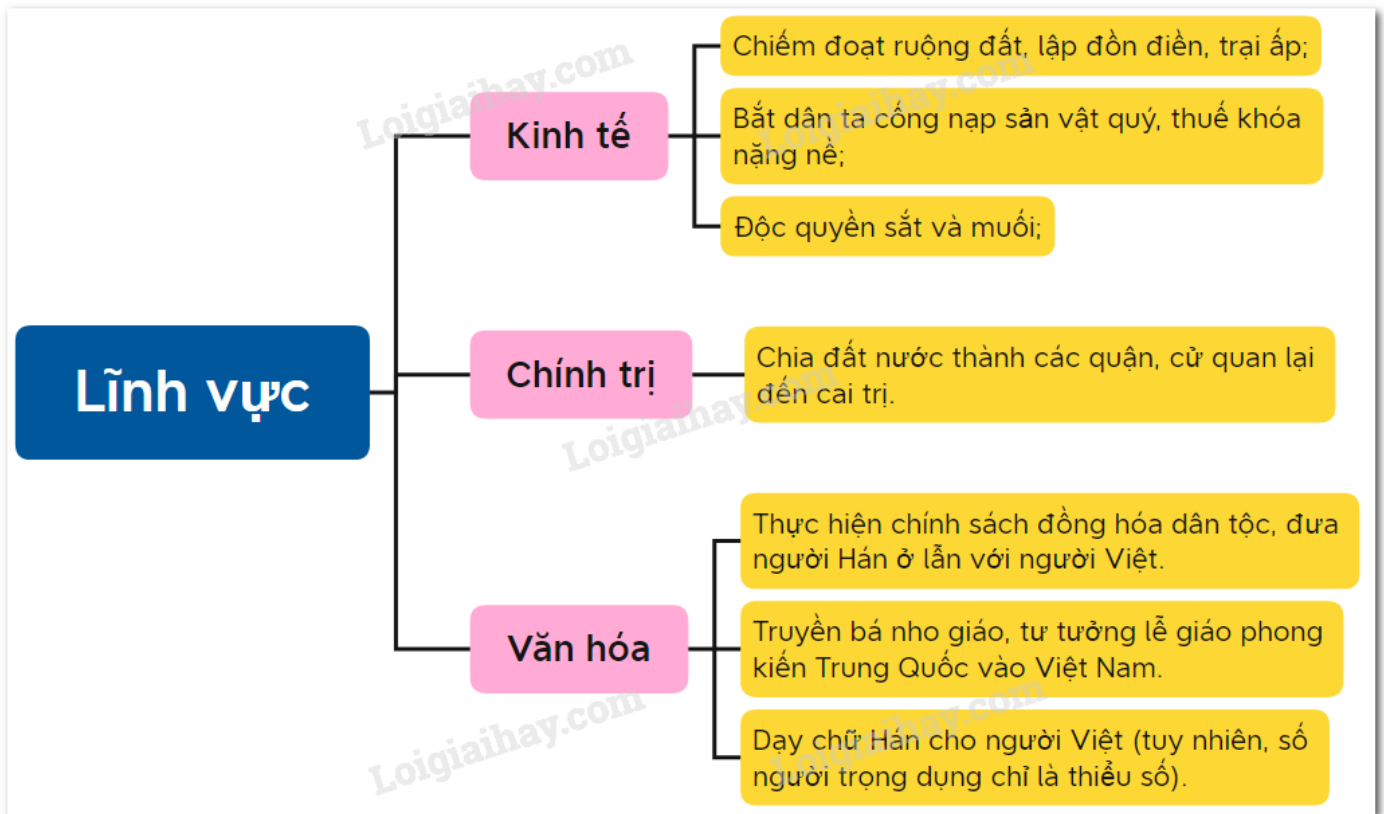 Lĩnh vực
Kinh tế
Chiếm đoạt ruộng đất, lập đồn điền, trại ấp;
Bắt dân ta cống nạp sản vật quý, thuế khóa
nặng nề;
Độc quyền sắt và muối;
Chính trị
Chia đất nước thành các quận, cử quan lại
đến cai trị.
Văn hóa
Thực hiện chính sách đồng hóa dân tộc, đưa
người Hán ở lẫn với người Việt.
Truyền bá nho giáo, tư tưởng lễ giáo phong
kiến Trung Quốc vào Việt Nam.
Dạy chữ Hán cho người Việt (tuy nhiên, số
người trọng dụng chỉ là thiểu số).
Loigiaihay.com
Loigiaihay.com
Loigiaihay.com
Loigiaihay.com
Loigiaihay.com